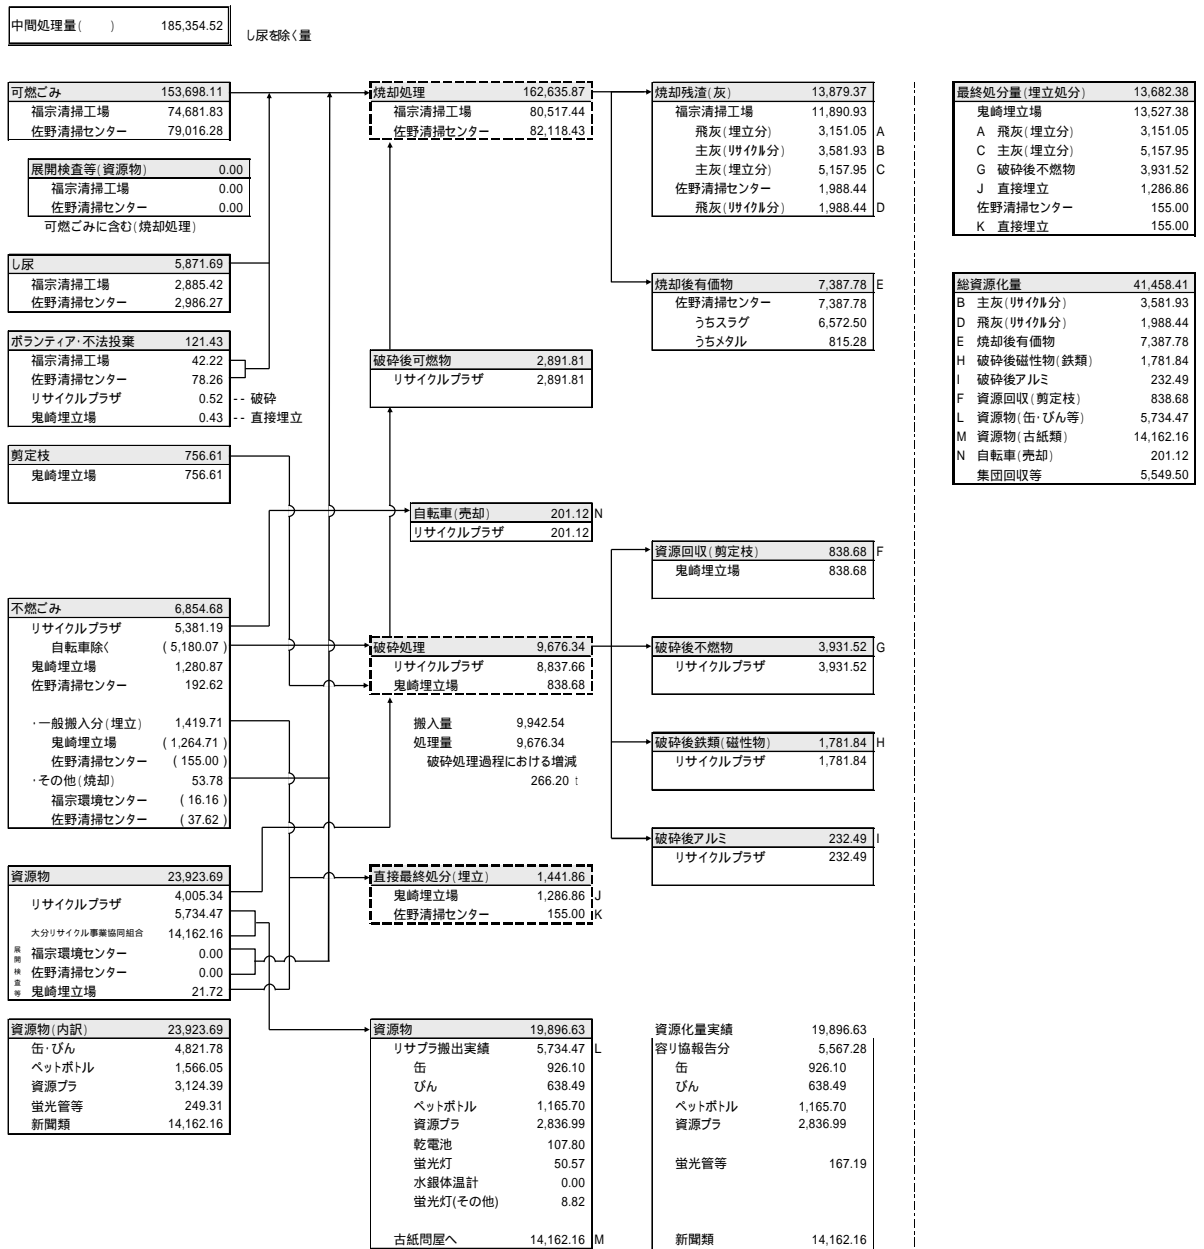 中間処理量(　　) 185,354.52
し尿を除く量
可燃ごみ 153,698.11
福宗清掃工場 74,681.83
佐野清掃センター 79,016.28
展開検査等(資源物) 0.00
福宗清掃工場 0.00
佐野清掃センター 0.00
可燃ごみに含む(焼却処理)
し尿 5,871.69
福宗清掃工場 2,885.42
佐野清掃センター 2,986.27
ボランティア・不法投棄 121.43
福宗清掃工場 42.22
佐野清掃センター 78.26
リサイクルプラザ 0.52 -- 破砕
鬼崎埋立場 0.43 -- 直接埋立
剪定枝 756.61
鬼崎埋立場 756.61
不燃ごみ 6,854.68
リサイクルプラザ 5,381.19
自転車除く (5,180.07)
鬼崎埋立場 1,280.87
佐野清掃センター 192.62
・一般搬入分(埋立) 1,419.71
鬼崎埋立場 (1,264.71)
佐野清掃センター (155.00)
・その他(焼却) 53.78
福宗環境センター (16.16)
佐野清掃センター (37.62)
資源物 23,923.69
リサイクルプラザ 4,005.34
5,734.47
大分リサイクル事業協同組合 14,162.16
展開検査等
福宗環境センター 0.00
佐野清掃センター 0.00
鬼崎埋立場 21.72
資源物(内訳) 23,923.69
缶・びん 4,821.78
ペットボトル 1,566.05
資源プラ 3,124.39
蛍光管等 249.31
新聞類 14,162.16
焼却処理 162,635.87
福宗清掃工場 80,517.44
佐野清掃センター 82,118.43
破砕後可燃物 2,891.81
リサイクルプラザ 2,891.81
自転車(売却) 201.12 N
リサイクルプラザ 201.12
破砕処理 9,676.34
リサイクルプラザ 8,837.66
鬼崎埋立場 838.68
搬入量 9,942.54
処理量 9,676.34
破砕処理過程における増減
266.20 t
直接最終処分(埋立) 1,441.86
鬼崎埋立場 1,286.86 J
佐野清掃センター 155.00 K
資源物 19,896.63
リサプラ搬出実績 5,734.47 L
缶 926.10
びん 638.49
ペットボトル 1,165.70
資源プラ 2,836.99
乾電池 107.80
蛍光灯 50.57
水銀体温計 0.00
蛍光灯(その他) 8.82
古紙問屋へ 14,162.16 M
焼却残渣(灰) 13,879.37
福宗清掃工場 11,890.93
飛灰(埋立分) 3,151.05 A
主灰(リサイクル分) 3,581.93 B
主灰(埋立分) 5,157.95 C
佐野清掃センター 1,988.44
飛灰(リサイクル分) 1,988.44 D
焼却後有価物 7,387.78 E
佐野清掃センター 7,387.78
うちスラグ 6,572.50
うちメタル 815.28
資源回収(剪定枝) 838.68 F
鬼崎埋立場 838.68
破砕後不燃物 3,931.52 G
リサイクルプラザ 3,931.52
破砕後鉄類(磁性物) 1,781.84 H
リサイクルプラザ 1,781.84
破砕後アルミ 232.49 I
リサイクルプラザ 232.49
資源化量実績 19,896.63
容リ協報告分 5,567.28
缶 926.10
びん 638.49
ペットボトル 1,165.70
資源プラ 2,836.99
蛍光管等 167.19
新聞類 14,162.16
最終処分量(埋立処分) 13,682.38
鬼崎埋立場 13,527.38
A 飛灰(埋立分) 3,151.05
C 主灰(埋立分) 5,157.95
G 破砕後不燃物 3,931.52
J 直接埋立 1,286.86
佐野清掃センター 155.00
K 直接埋立 155.00
総資源化量 41,458.41
B 主灰(リサイクル分) 3,581.93
D 飛灰(リサイクル分) 1,988.44
E 焼却後有価物 7,387.78
H 破砕後磁性物(鉄類) 1,781.84
I 破砕後アルミ 232.49
F 資源回収(剪定枝) 838.68
L 資源物(缶・びん等) 5,734.47
M 資源物(古紙類) 14,162.16
N 自転車(売却) 201.12
集団回収等 5,549.50